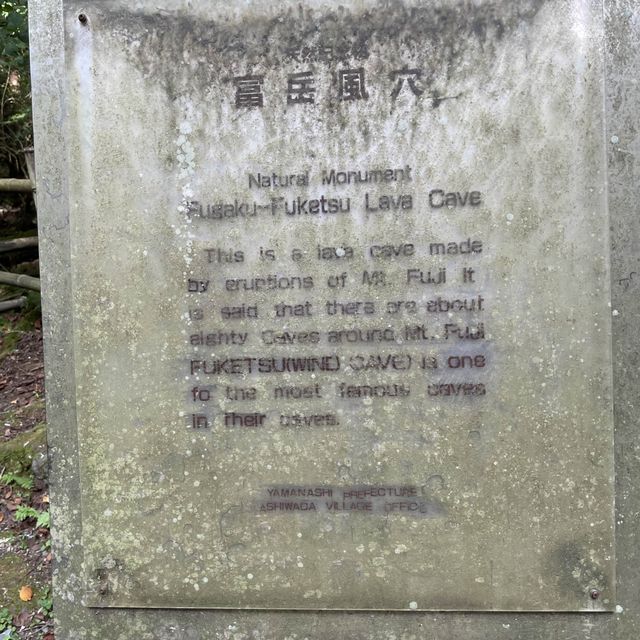 富岳風穴
Natural Monument
Fugaku-Fuketsu Lava Cave
This is a lava cave made
by eruptions of Mt. Fuji It
is said that there are about
eighty caves around Mt. Fuji
FUKETSU(WIND CAVE) is one
fo the most famous caves
in Their caves.
YAMANASHI PREFECTURE
ASHIWADA VILLAGE OFFICE